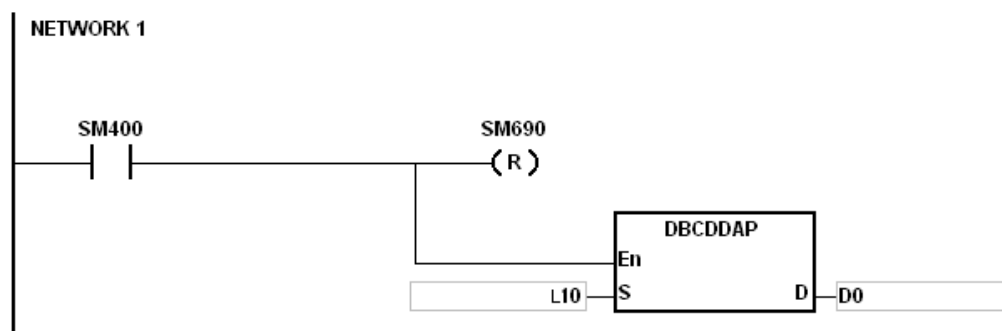 NETWORK 1
SM400 SM690
( R )
DBCDDAP
En
L10 S D D0